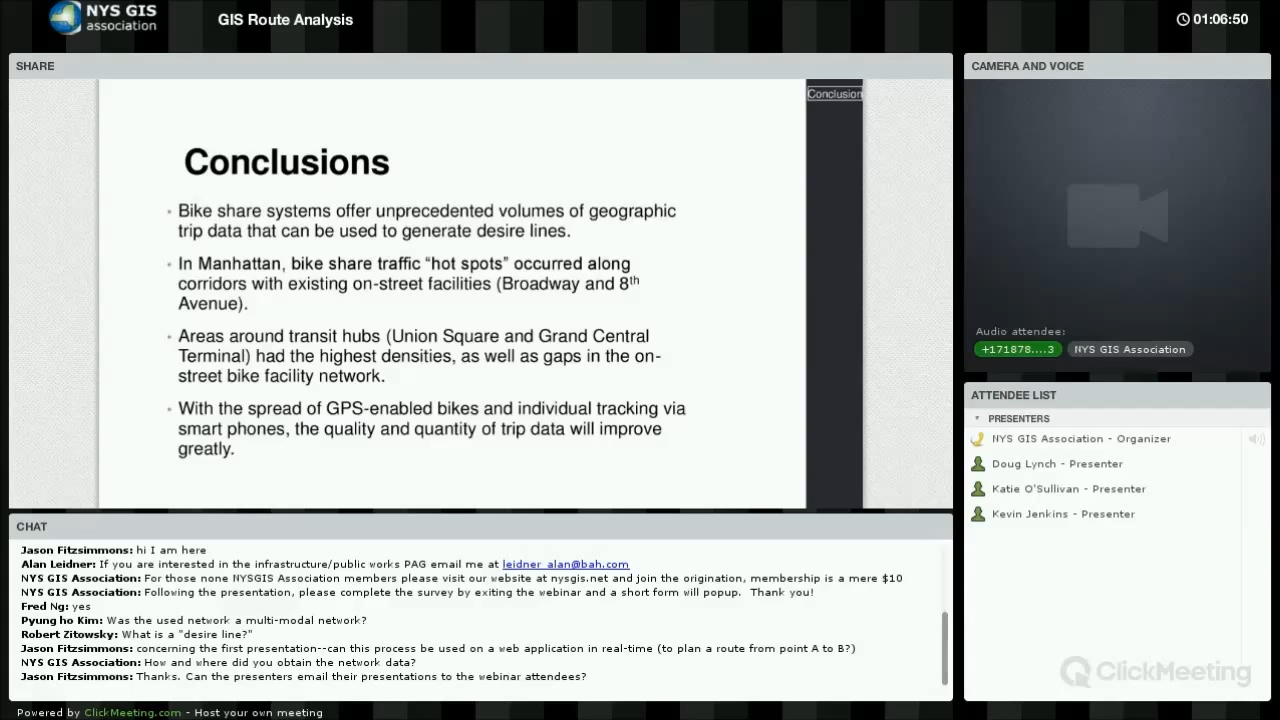 NYS GIS
association
GIS Route Analysis
01:06:50
SHARE
Conclusion
Conclusions
Bike share systems offer unprecedented volumes of geographic
trip data that can be used to generate desire lines.
In Manhattan, bike share traffic “hot spots” occurred along
corridors with existing on-street facilities (Broadway and 8th
Avenue).
Areas around transit hubs (Union Square and Grand Central
Terminal) had the highest densities, as well as gaps in the on-
street bike facility network.
With the spread of GPS-enabled bikes and individual tracking via
smart phones, the quality and quantity of trip data will improve
greatly.
CAMERA AND VOICE
Audio attendee:
+171878....3 NYS GIS Association
ATTENDEE LIST
PRESENTERS
NYS GIS Association - Organizer
Doug Lynch - Presenter
Katie O'Sullivan - Presenter
Kevin Jenkins - Presenter
CHAT
Jason Fitzsimmons: hi I am here
Alan Leidner: If you are interested in the infrastructure/public works PAG email me at leidner_alan@bah.com
NYS GIS Association: For those none NYSGIS Association members please visit our website at nysgis.net and join the origination, membership is a mere $10
NYS GIS Association: Following the presentation, please complete the survey by exiting the webinar and a short form will popup. Thank you!
Fred Ng: yes
Pyung ho Kim: Was the used network a multi-modal network?
Robert Zitowsky: What is a "desire line?"
Jason Fitzsimmons: concerning the first presentation--can this process be used on a web application in real-time (to plan a route from point A to B?)
NYS GIS Association: How and where did you obtain the network data?
Jason Fitzsimmons: Thanks. Can the presenters email their presentations to the webinar attendees?
ClickMeeting
Powered by ClickMeeting.com - Host your own meeting